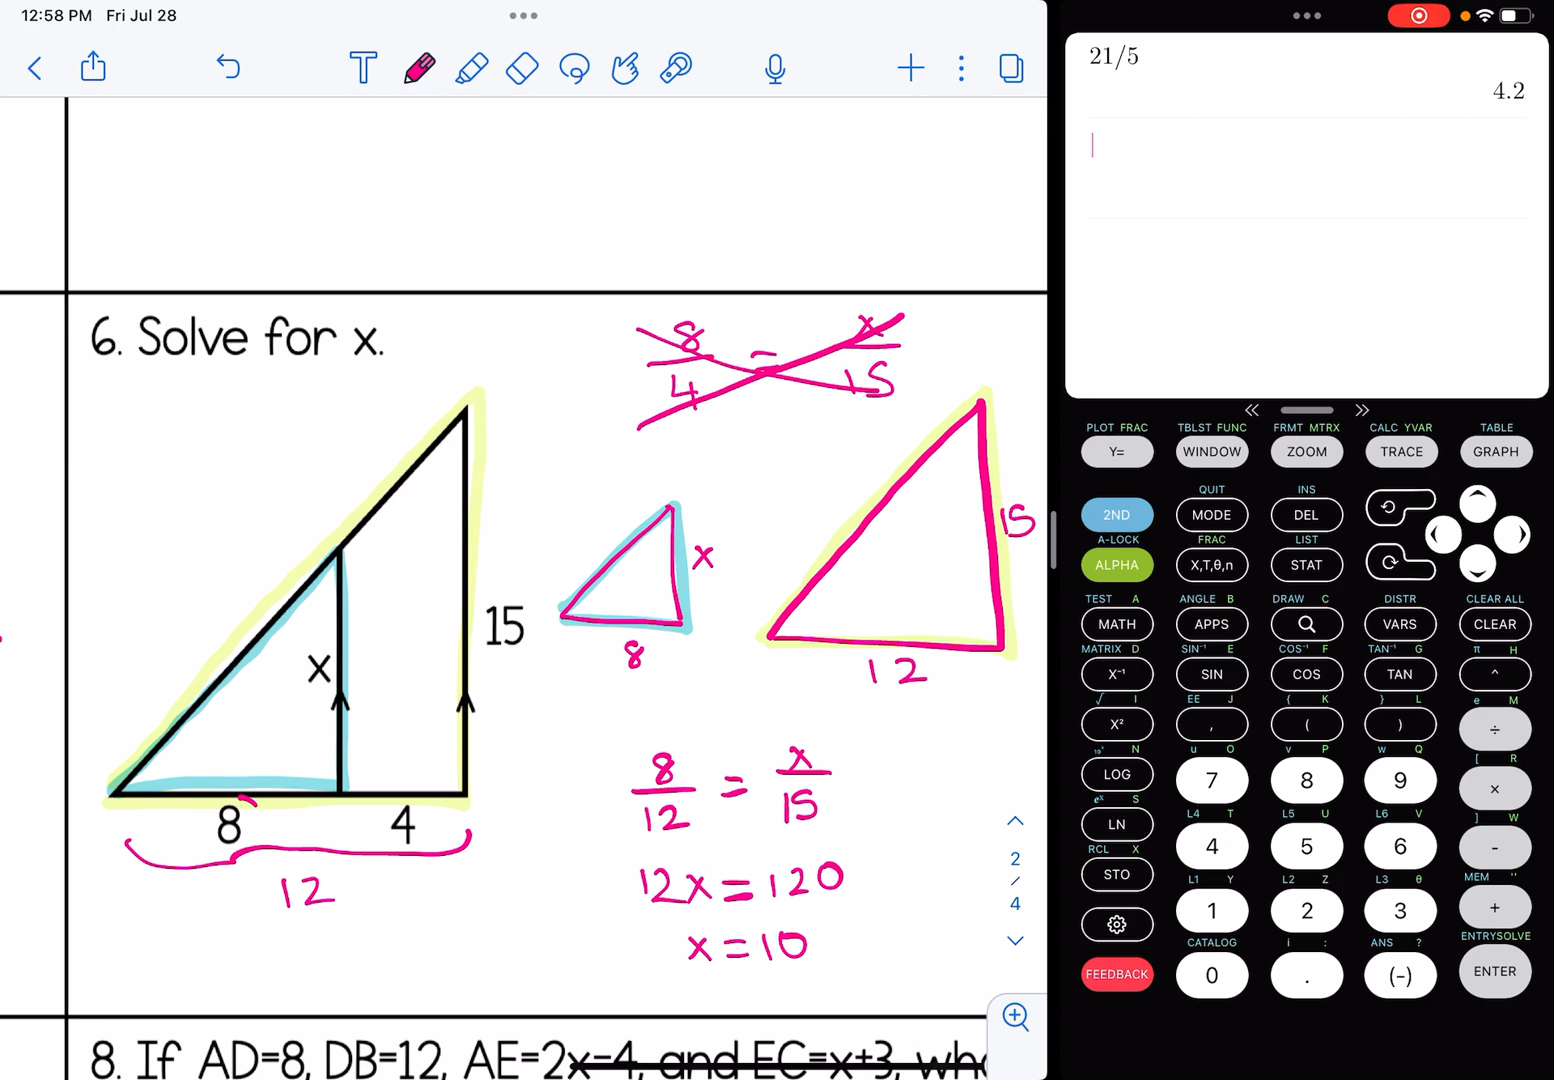 12:58 PM Fri Jul 28
21/5
4.2
6. Solve for x.
8/4 = x/15
15
x
8 4
12
x
8
15
12
8/12 = x/15
12x = 120
x = 10
2/4
8. If AD=8, DB=12, AE=2x-4, and EC=x+3,
PLOT FRAC TBLST FUNC FRMT MTRX CALC YVAR TABLE
Y= WINDOW ZOOM TRACE GRAPH
QUIT INS
2ND MODE DEL
A-LOCK FRAC LIST
ALPHA X,T,θ,n STAT
TEST A ANGLE B DRAW C DISTR CLEAR ALL
MATH APPS VARS CLEAR
MATRIX D SIN⁻¹ E COS⁻¹ F TAN⁻¹ G π H
X⁻¹ SIN COS TAN ^
√ I EE J { K } L e M
X² , ( ) ÷
10ˣ N u O v P w Q [ R
LOG 7 8 9 ×
eˣ S L4 T L5 U L6 V ] W
LN 4 5 6 -
RCL X L1 Y L2 Z L3 θ MEM "
STO 1 2 3 +
CATALOG i : ANS ? ENTRYSOLVE
FEEDBACK 0 . (-) ENTER